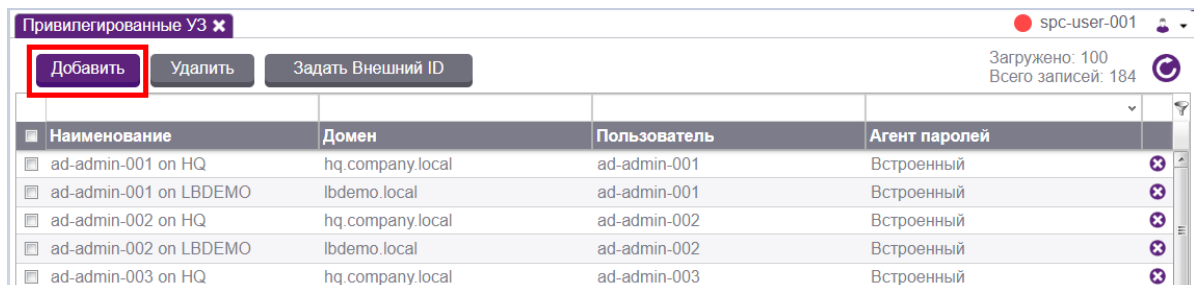 Привилегированные УЗ
spc-user-001
Добавить Удалить Задать Внешний ID
Загружено: 100
Всего записей: 184
Наименование Домен Пользователь Агент паролей
ad-admin-001 on HQ hq.company.local ad-admin-001 Встроенный
ad-admin-001 on LBDEMO lbdemo.local ad-admin-001 Встроенный
ad-admin-002 on HQ hq.company.local ad-admin-002 Встроенный
ad-admin-002 on LBDEMO lbdemo.local ad-admin-002 Встроенный
ad-admin-003 on HQ hq.company.local ad-admin-003 Встроенный